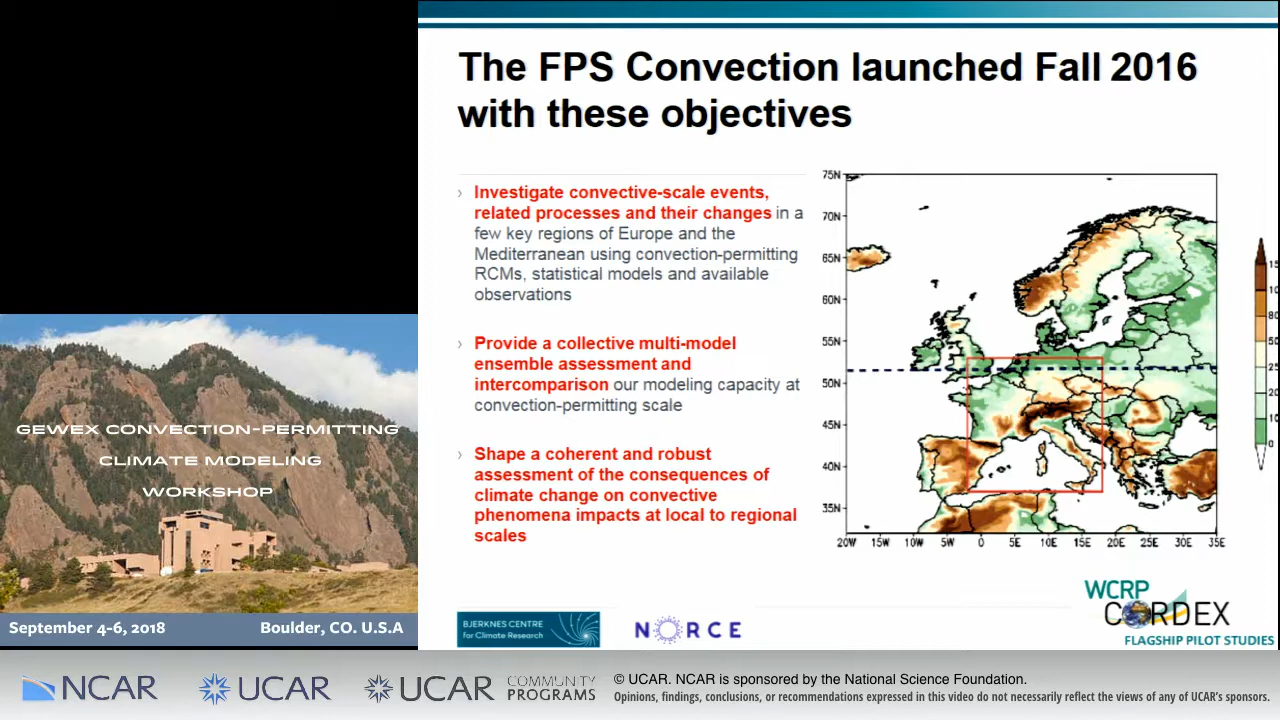 The FPS Convection launched Fall 2016
with these objectives
› Investigate convective-scale events,
related processes and their changes in a
few key regions of Europe and the
Mediterranean using convection-permitting
RCMs, statistical models and available
observations
› Provide a collective multi-model
ensemble assessment and
intercomparison our modeling capacity at
convection-permitting scale
› Shape a coherent and robust
assessment of the consequences of
climate change on convective
phenomena impacts at local to regional
scales
75N
70N
65N
60N
55N
50N
45N
40N
35N
20W 15W 10W 5W 0 5E 10E 15E 20E 25E 30E 35E
GEWEX CONVECTION-PERMITTING
CLIMATE MODELING
WORKSHOP
September 4-6, 2018 Boulder, CO. U.S.A
BJERKNES CENTRE
for Climate Research
NORCE
WCRP
CORDEX
FLAGSHIP PILOT STUDIES
NCAR
UCAR
UCAR COMMUNITY
PROGRAMS
© UCAR. NCAR is sponsored by the National Science Foundation.
Opinions, findings, conclusions, or recommendations expressed in this video do not necessarily reflect the views of any of UCAR's sponsors.